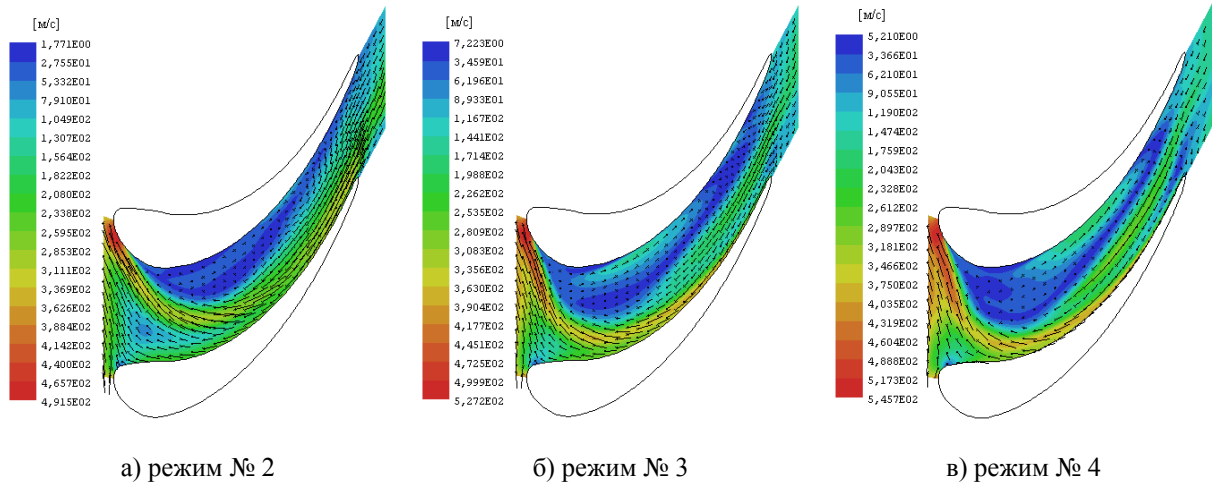 [м/с]
1,771E00
2,755E01
5,332E01
7,910E01
1,049E02
1,307E02
1,564E02
1,822E02
2,080E02
2,338E02
2,595E02
2,853E02
3,111E02
3,369E02
3,626E02
3,884E02
4,142E02
4,400E02
4,657E02
4,915E02
а) режим № 2
[м/с]
7,223E00
3,459E01
6,196E01
8,933E01
1,167E02
1,441E02
1,714E02
1,988E02
2,262E02
2,535E02
2,809E02
3,083E02
3,356E02
3,630E02
3,904E02
4,177E02
4,451E02
4,725E02
4,999E02
5,272E02
б) режим № 3
[м/с]
5,210E00
3,366E01
6,210E01
9,055E01
1,190E02
1,474E02
1,759E02
2,043E02
2,328E02
2,612E02
2,897E02
3,181E02
3,466E02
3,750E02
4,035E02
4,319E02
4,604E02
4,888E02
5,173E02
5,457E02
в) режим № 4